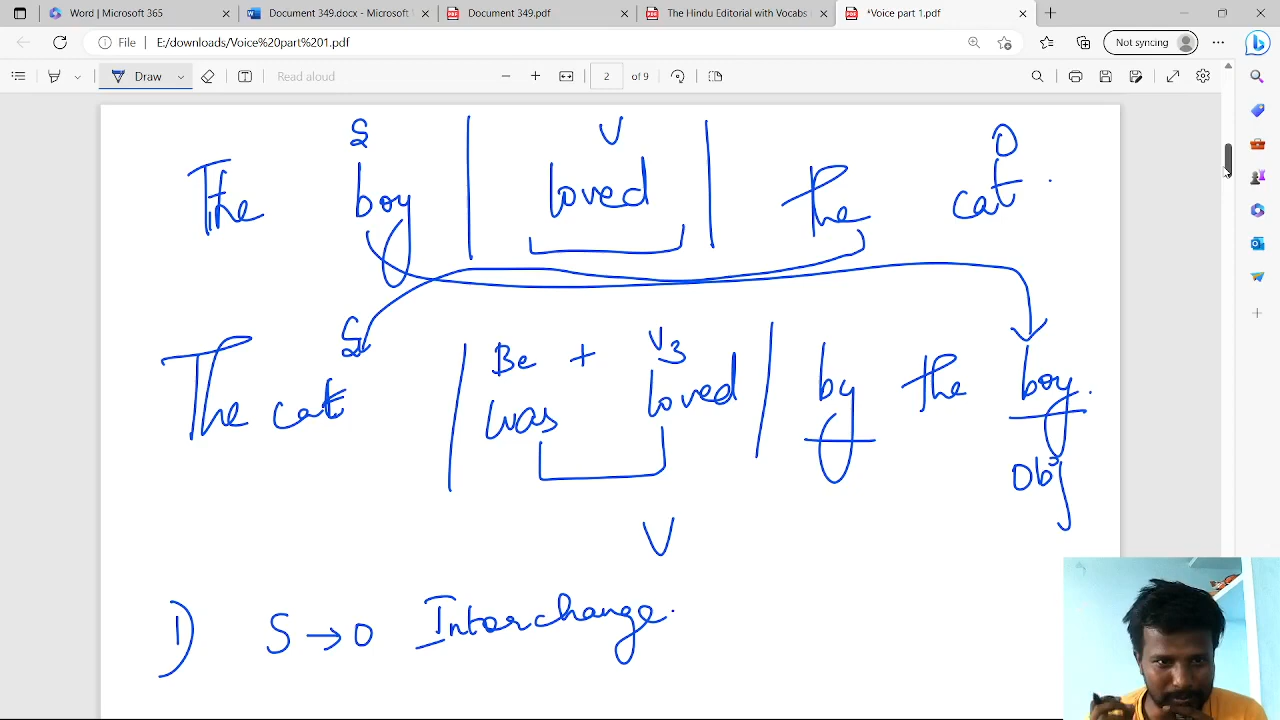 Word | Microsoft 365
Document 349.docx - Microsoft
Document 349.pdf
The Hindu Editorial with Vocabs
*Voice part 1.pdf
File E:/downloads/Voice%20part%201.pdf
Not syncing
Draw
Read aloud
2 of 9
S V O
The boy | loved | the cat.
S Be + V3
The cat | was loved | by the boy.
Obj
V
1) S → O Interchange.